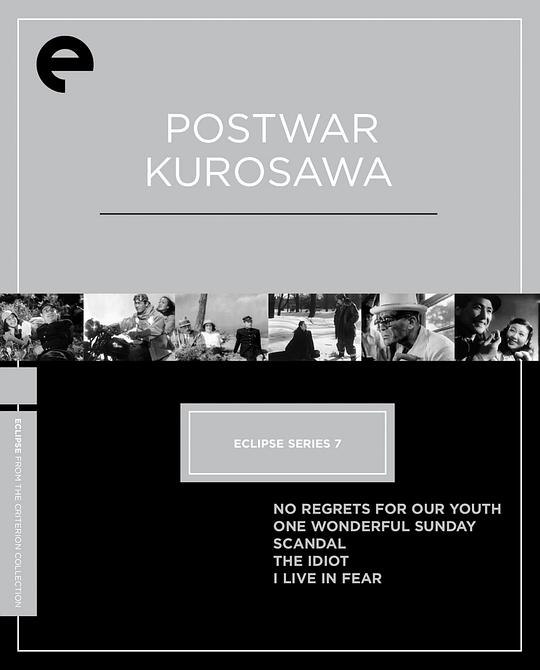 e
POSTWAR
KUROSAWA
ECLIPSE SERIES 7
ECLIPSE FROM THE CRITERION COLLECTION
NO REGRETS FOR OUR YOUTH
ONE WONDERFUL SUNDAY
SCANDAL
THE IDIOT
I LIVE IN FEAR